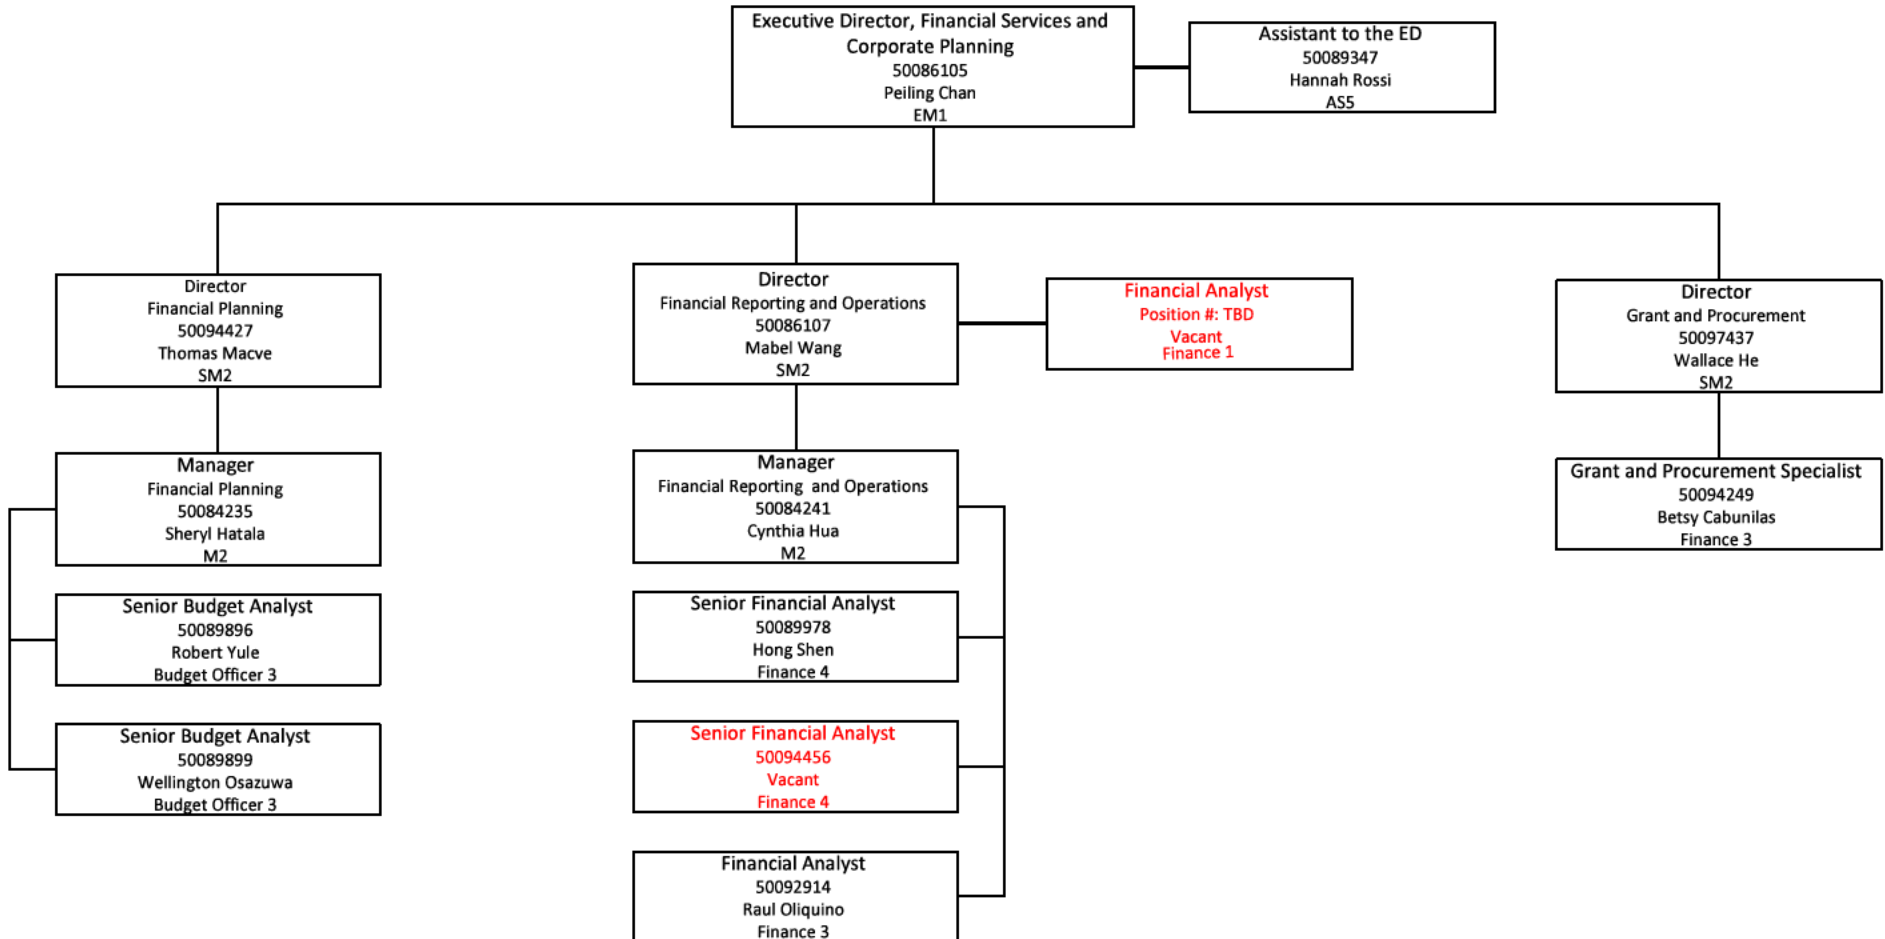 Executive Director, Financial Services and
Corporate Planning
50086105
Peiling Chan
EM1
Assistant to the ED
50089347
Hannah Rossi
AS5
Director
Financial Planning
50094427
Thomas Macve
SM2
Director
Financial Reporting and Operations
50086107
Mabel Wang
SM2
Financial Analyst
Position #: TBD
Vacant
Finance 1
Director
Grant and Procurement
50097437
Wallace He
SM2
Manager
Financial Planning
50084235
Sheryl Hatala
M2
Manager
Financial Reporting and Operations
50084241
Cynthia Hua
M2
Grant and Procurement Specialist
50094249
Betsy Cabunilas
Finance 3
Senior Budget Analyst
50089896
Robert Yule
Budget Officer 3
Senior Financial Analyst
50089978
Hong Shen
Finance 4
Senior Budget Analyst
50089899
Wellington Osazuwa
Budget Officer 3
Senior Financial Analyst
50094456
Vacant
Finance 4
Financial Analyst
50092914
Raul Oliquino
Finance 3